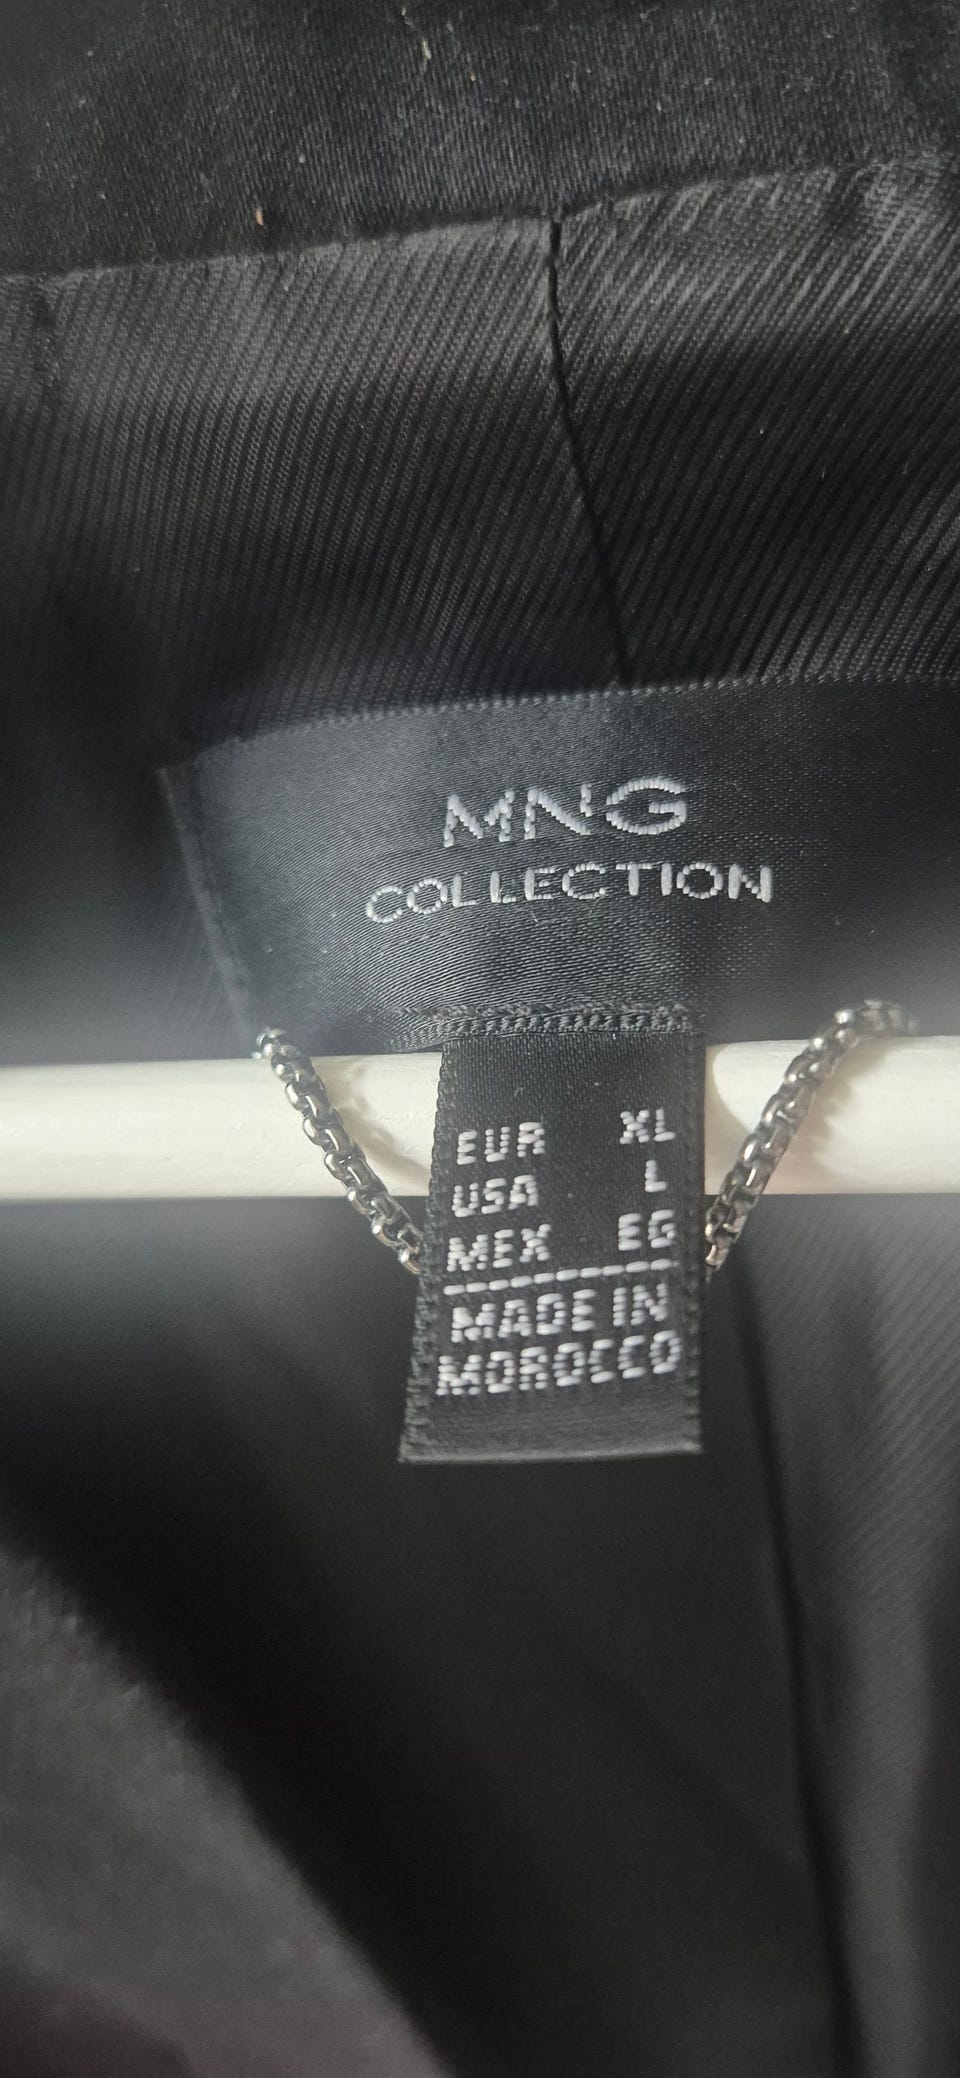 MNG
COLLECTION
EUR XL
USA L
MEX EG
MADE IN
MOROCCO